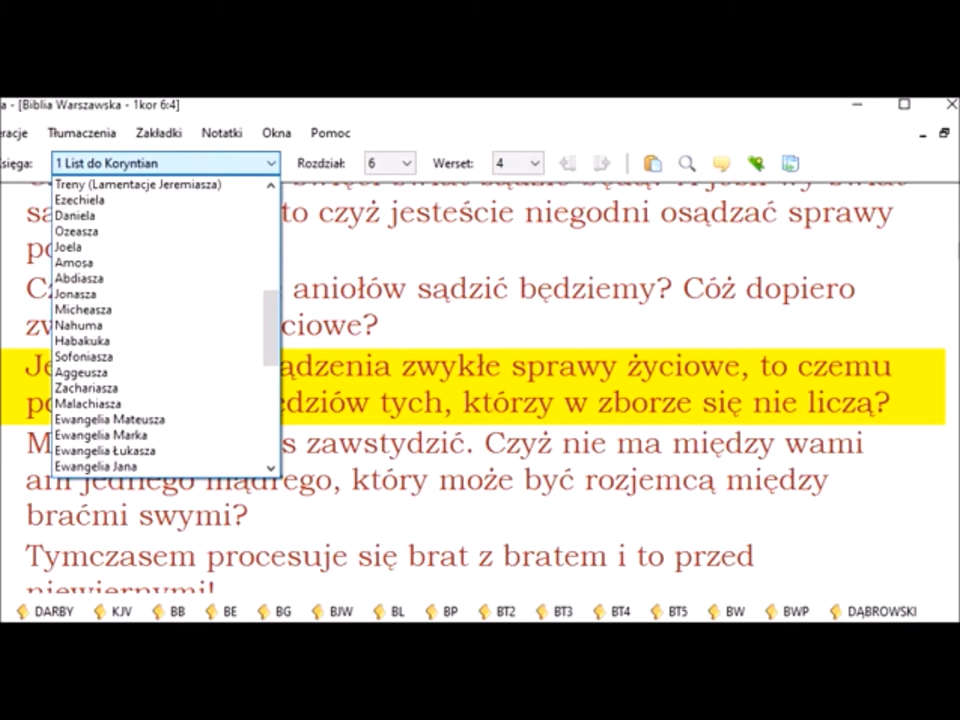 a - [Biblia Warszawska - 1kor 6:4]
eracje Tłumaczenia Zakładki Notatki Okna Pomoc
sięga: 1 List do Koryntian Rozdział: 6 Werset: 4
Treny (Lamentacje Jeremiasza)
Ezechiela
Daniela
Ozeasza
Joela
Amosa
Abdiasza
Jonasza
Micheasza
Nahuma
Habakuka
Sofoniasza
Aggeusza
Zachariasza
Malachiasza
Ewangelia Mateusza
Ewangelia Marka
Ewangelia Łukasza
Ewangelia Jana
to czyż jesteście niegodni osądzać sprawy
aniołów sądzić będziemy? Cóż dopiero
ciowe?
ądzenia zwykłe sprawy życiowe, to czemu
ędziów tych, którzy w zborze się nie liczą?
s zawstydzić. Czyż nie ma między wami
ani jednego mądrego, który może być rozjemcą między
braćmi swymi?
Tymczasem procesuje się brat z bratem i to przed
niewiernymi!
DARBY KJV BB BE BG BJW BL BP BT2 BT3 BT4 BT5 BW BWP DĄBROWSKI